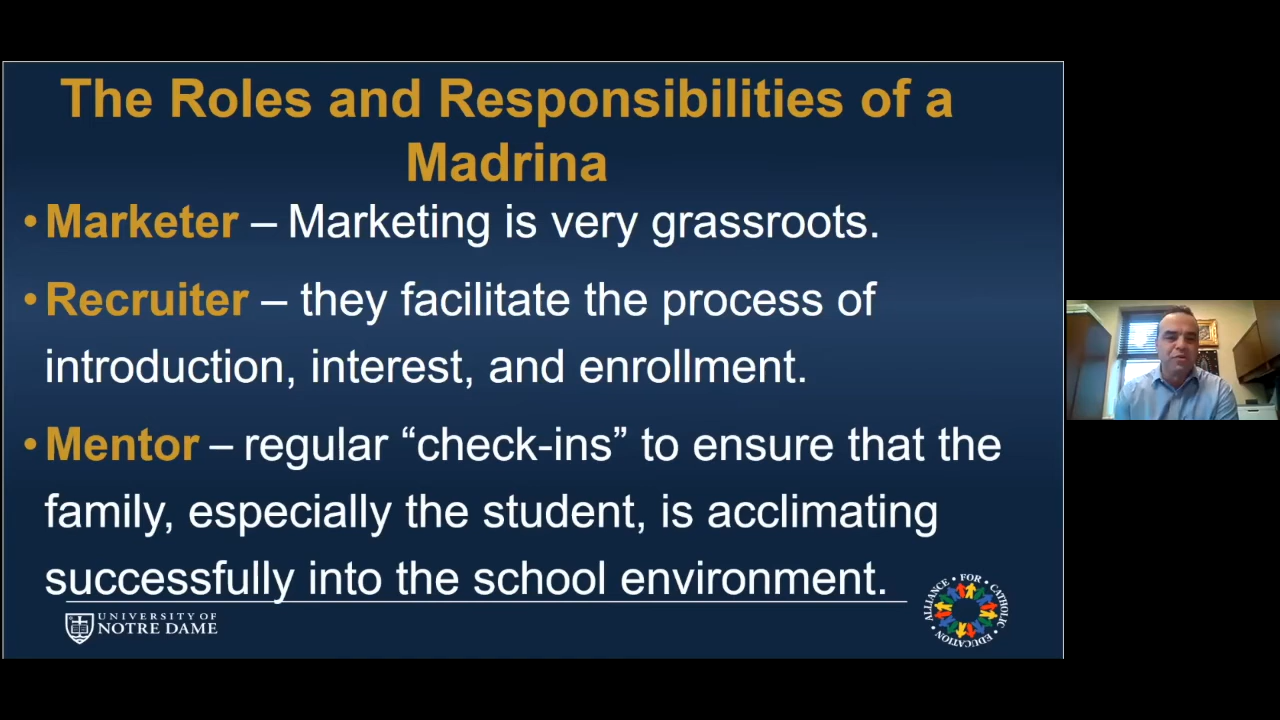 The Roles and Responsibilities of a
Madrina
• Marketer – Marketing is very grassroots.
• Recruiter – they facilitate the process of
introduction, interest, and enrollment.
• Mentor – regular “check-ins” to ensure that the
family, especially the student, is acclimating
successfully into the school environment.
UNIVERSITY OF
NOTRE DAME
ALLIANCE • FOR • CATHOLIC • EDUCATION •